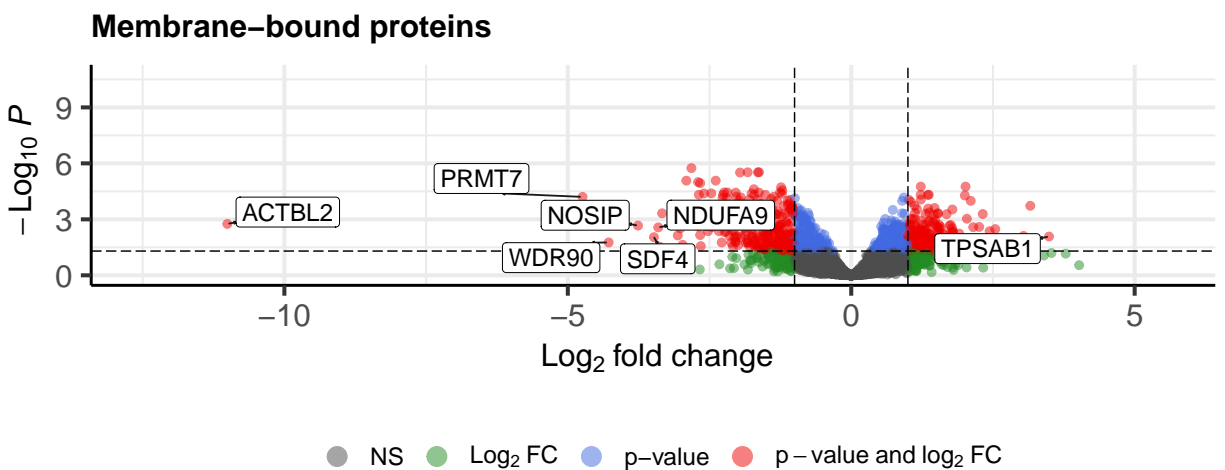 Membrane−bound proteins
− Log10 P
9
6
3
0
PRMT7
ACTBL2
NOSIP
NDUFA9
WDR90
SDF4
TPSAB1
−10
−5
0
5
Log2 fold change
NS
Log2 FC
p−value
p − value and log2 FC